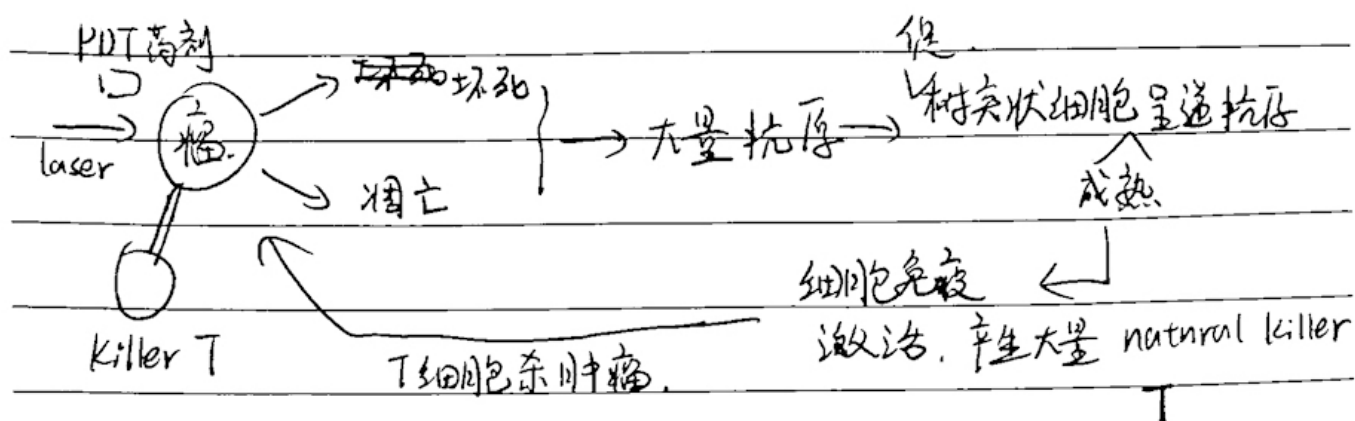 PDT药剂
laser
瘤.
坏死
凋亡
大量抗原
促.
树突状细胞呈递抗原
成熟
细胞免疫
激活.产生大量 natural killer
T
T细胞杀肿瘤.
Killer T